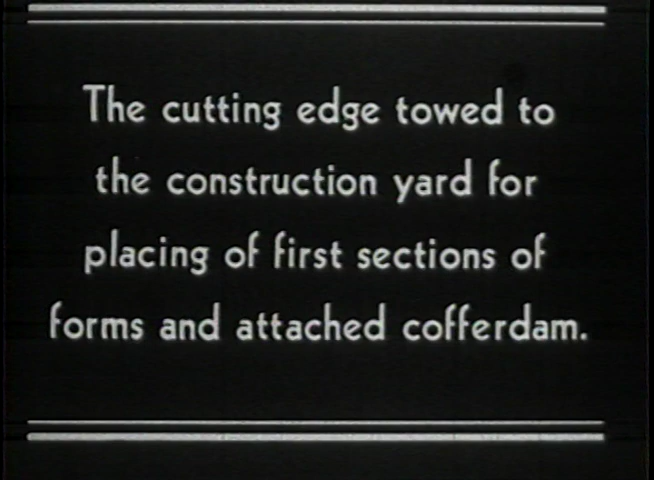 The cutting edge towed to
the construction yard for
placing of first sections of
forms and attached cofferdam.